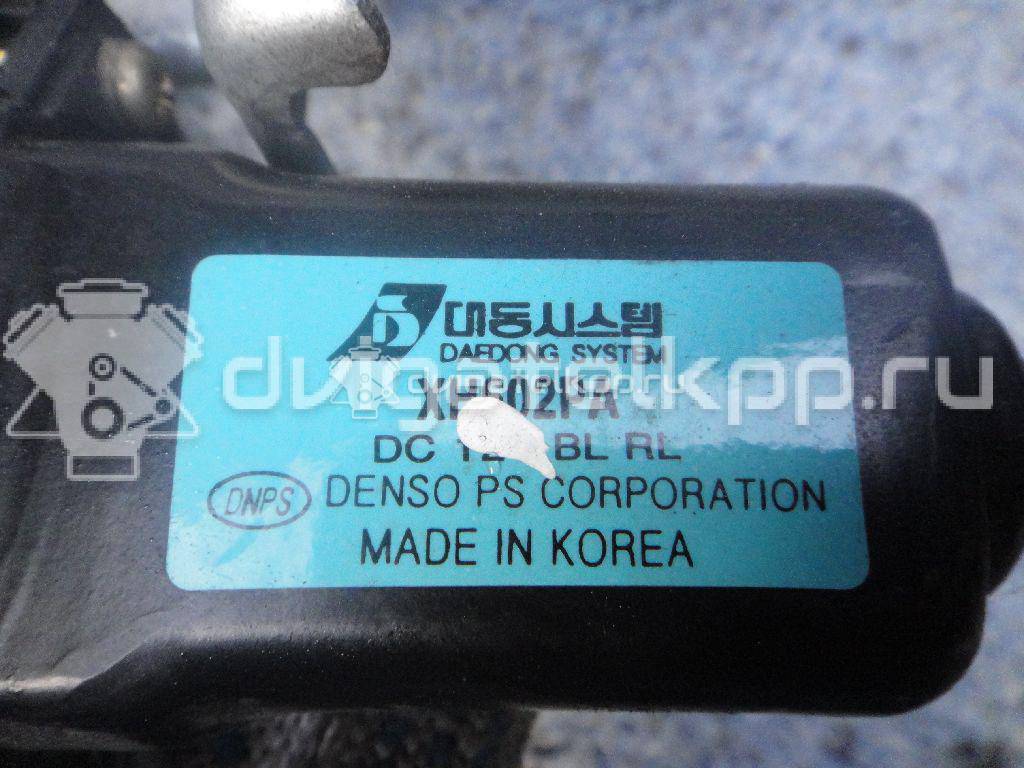 대동시스템
DAEDONG SYSTEM
dvigatelkpp.ru
DC BL RL
DNPS DENSO PS CORPORATION
MADE IN KOREA